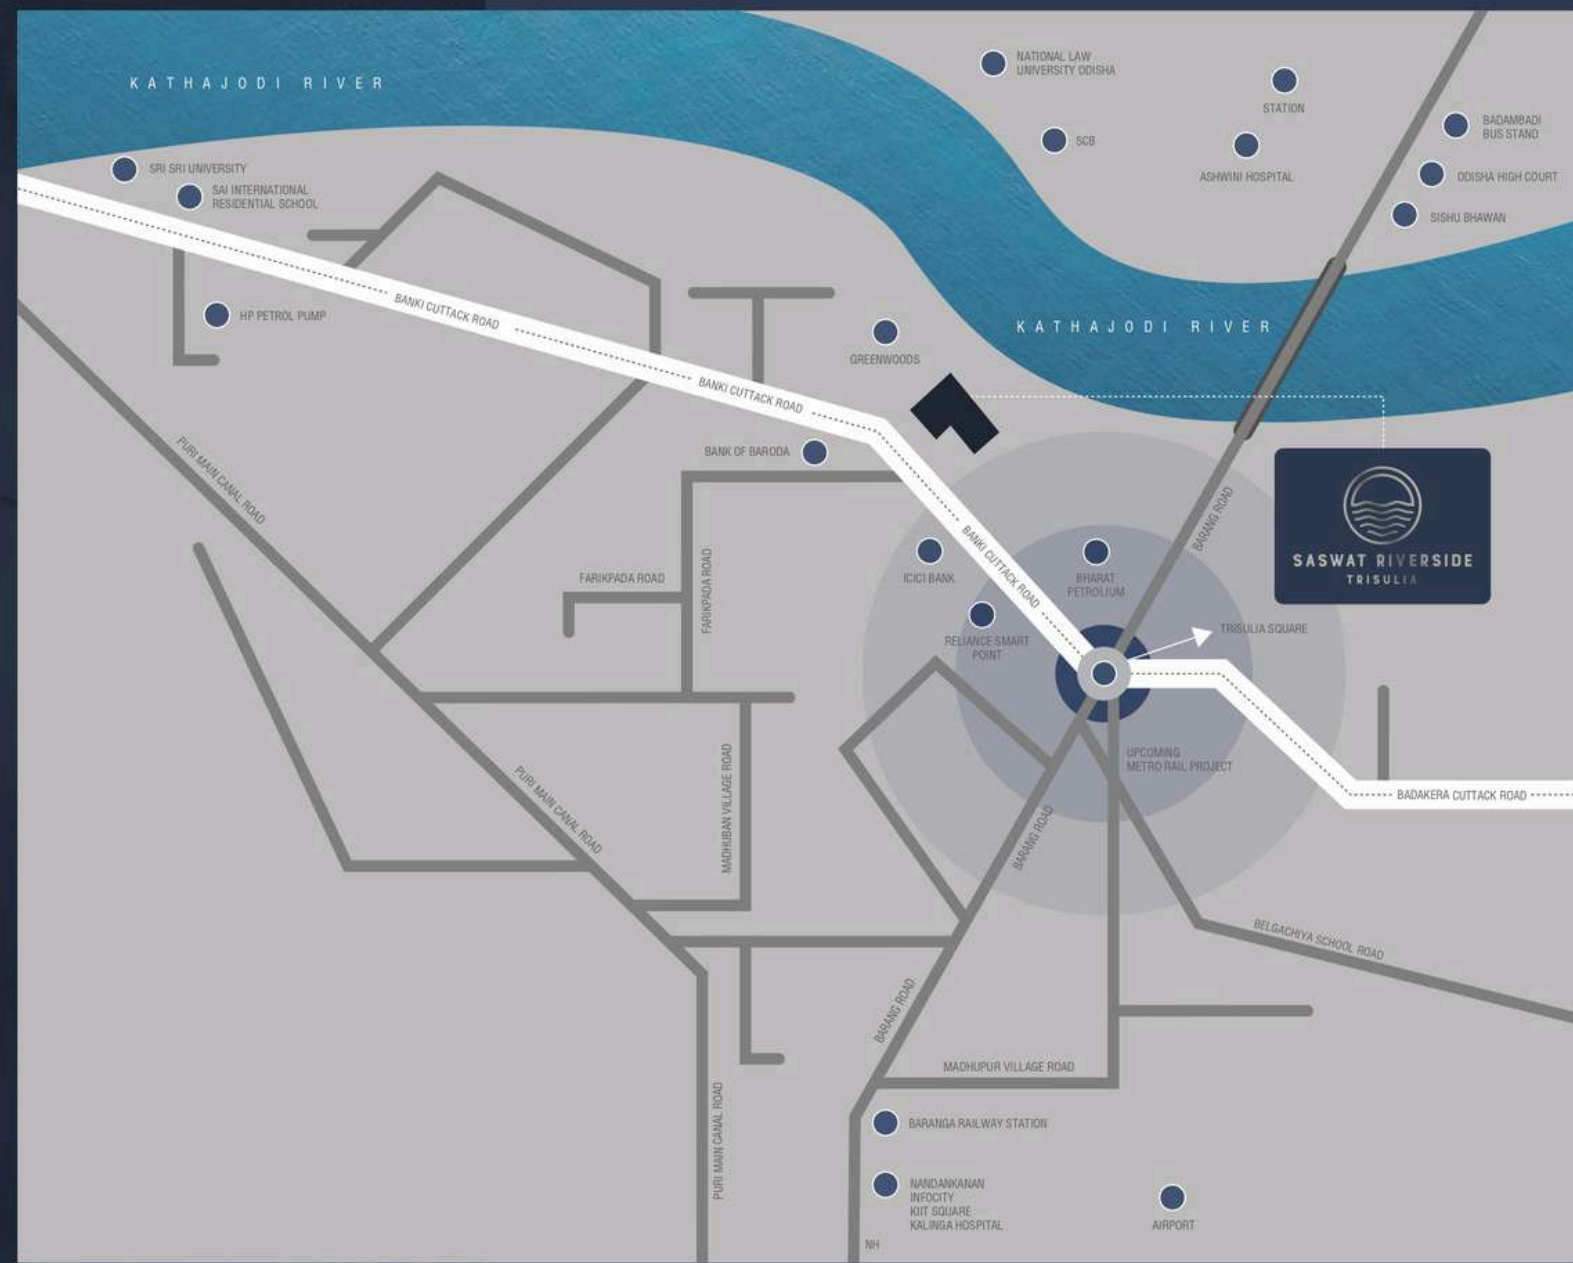 KATHAJODI RIVER
NATIONAL LAW
UNIVERSITY ODISHA
STATION
SCB
BADAMBADI
BUS STAND
ASHWINI HOSPITAL
ODISHA HIGH COURT
SISHU BHAWAN
SRI SRI UNIVERSITY
SAI INTERNATIONAL
RESIDENTIAL SCHOOL
HP PETROL PUMP
BANKI CUTTACK ROAD
KATHAJODI RIVER
GREENWOODS
BANKI CUTTACK ROAD
BANK OF BARODA
PURI MAIN CANAL ROAD
BARANG ROAD
SASWAT RIVERSIDE
TRISULIA
BANKI CUTTACK ROAD
FARIKPADA ROAD
FARIKPADA ROAD
ICICI BANK
BHARAT
PETROLIUM
RELIANCE SMART
POINT
TRISULIA SQUARE
UPCOMING
METRO RAIL PROJECT
BADAKERA CUTTACK ROAD
MADHUBAN VILLAGE ROAD
PURI MAIN CANAL ROAD
BARANG ROAD
BELGACHIYA SCHOOL ROAD
BARANG ROAD
MADHUPUR VILLAGE ROAD
PURI MAIN CANAL ROAD
BARANGA RAILWAY STATION
NANDANKANAN
INFOCITY
KIIT SQUARE
KALINGA HOSPITAL
AIRPORT
NH